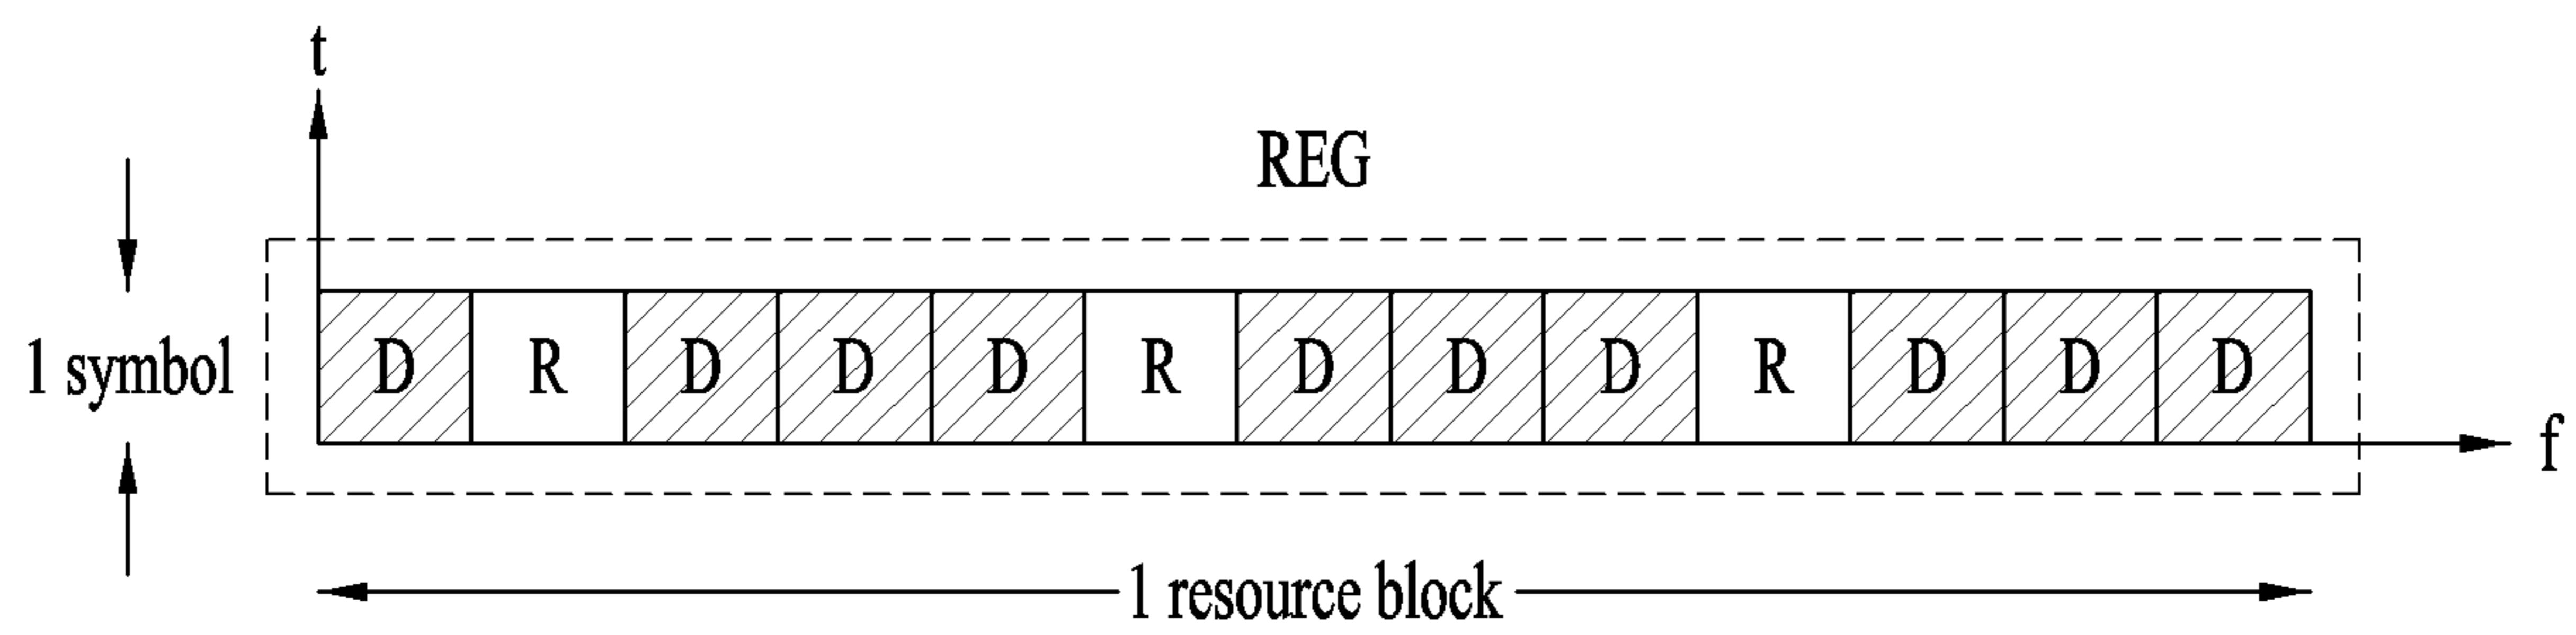 t
REG
1 symbol
D R D D D R D D D R D D D
f
1 resource block